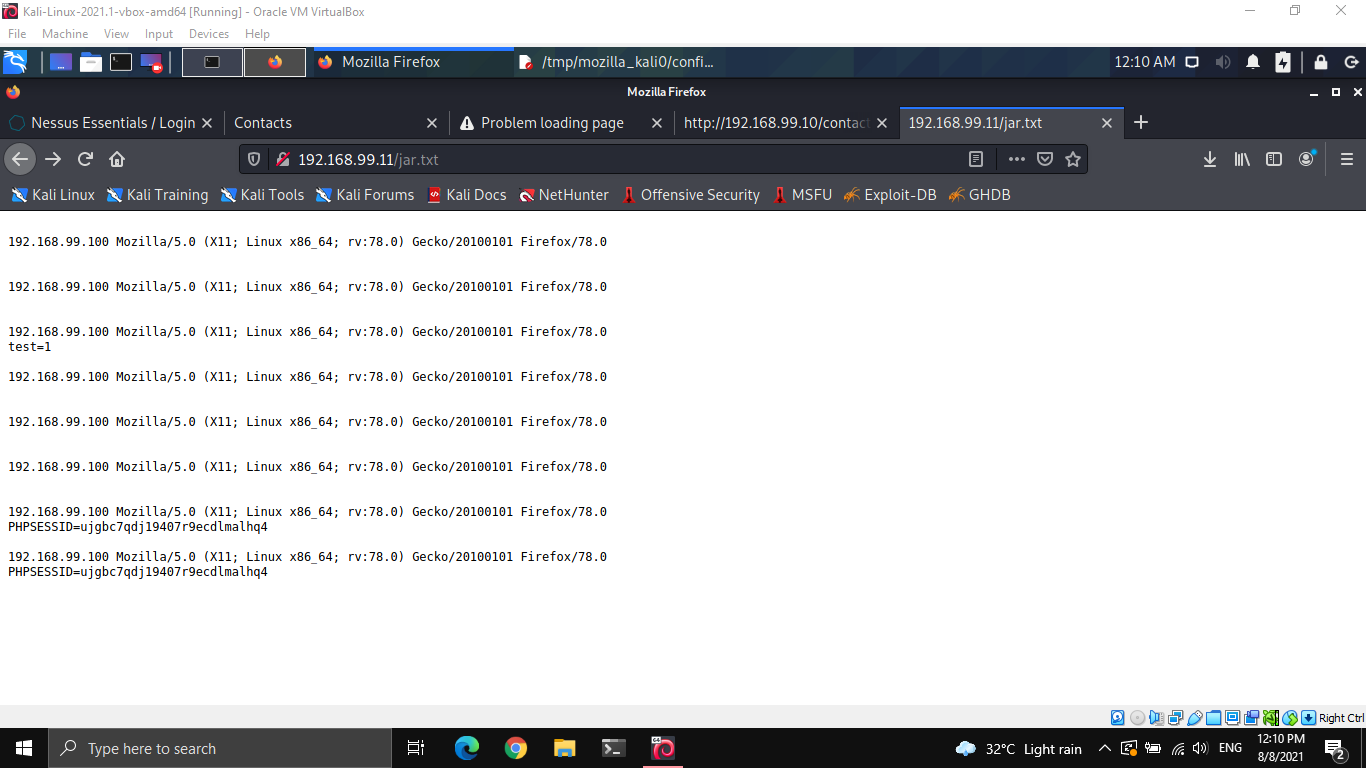 Kali-Linux-2021.1-vbox-amd64 [Running] - Oracle VM VirtualBox
File Machine View Input Devices Help
Mozilla Firefox /tmp/mozilla_kali0/confi... 12:10 AM
Mozilla Firefox
Nessus Essentials / Login Contacts Problem loading page http://192.168.99.10/contac 192.168.99.11/jar.txt
192.168.99.11/jar.txt
Kali Linux Kali Training Kali Tools Kali Forums Kali Docs NetHunter Offensive Security MSFU Exploit-DB GHDB
192.168.99.100 Mozilla/5.0 (X11; Linux x86_64; rv:78.0) Gecko/20100101 Firefox/78.0
192.168.99.100 Mozilla/5.0 (X11; Linux x86_64; rv:78.0) Gecko/20100101 Firefox/78.0
192.168.99.100 Mozilla/5.0 (X11; Linux x86_64; rv:78.0) Gecko/20100101 Firefox/78.0
test=1
192.168.99.100 Mozilla/5.0 (X11; Linux x86_64; rv:78.0) Gecko/20100101 Firefox/78.0
192.168.99.100 Mozilla/5.0 (X11; Linux x86_64; rv:78.0) Gecko/20100101 Firefox/78.0
192.168.99.100 Mozilla/5.0 (X11; Linux x86_64; rv:78.0) Gecko/20100101 Firefox/78.0
192.168.99.100 Mozilla/5.0 (X11; Linux x86_64; rv:78.0) Gecko/20100101 Firefox/78.0
PHPSESSID=ujgbc7qdj19407r9ecdlmalhq4
192.168.99.100 Mozilla/5.0 (X11; Linux x86_64; rv:78.0) Gecko/20100101 Firefox/78.0
PHPSESSID=ujgbc7qdj19407r9ecdlmalhq4
Right Ctrl
Type here to search 32°C Light rain ENG 12:10 PM
8/8/2021 2